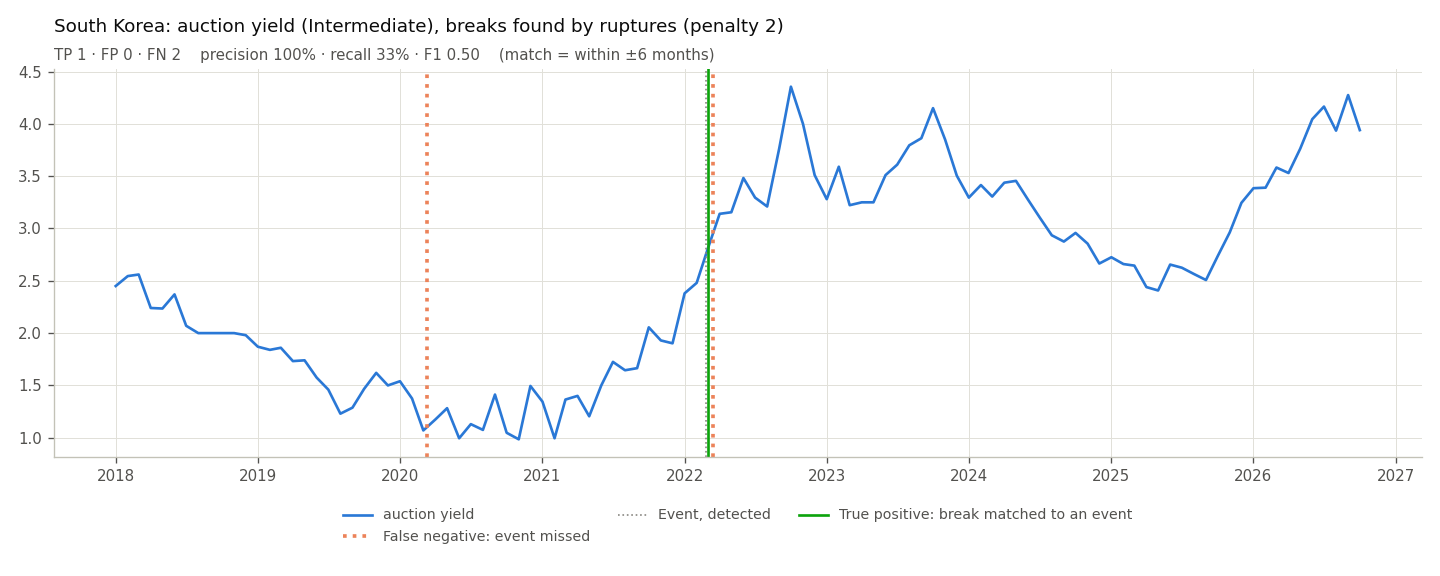 South Korea: auction yield (Intermediate), breaks found by ruptures (penalty 2)
TP 1 · FP 0 · FN 2    precision 100% · recall 33% · F1 0.50    (match = within ±6 months)
4.5
4.0
3.5
3.0
2.5
2.0
1.5
1.0
2018 2019 2020 2021 2022 2023 2024 2025 2026 2027
auction yield    Event, detected    True positive: break matched to an event
False negative: event missed